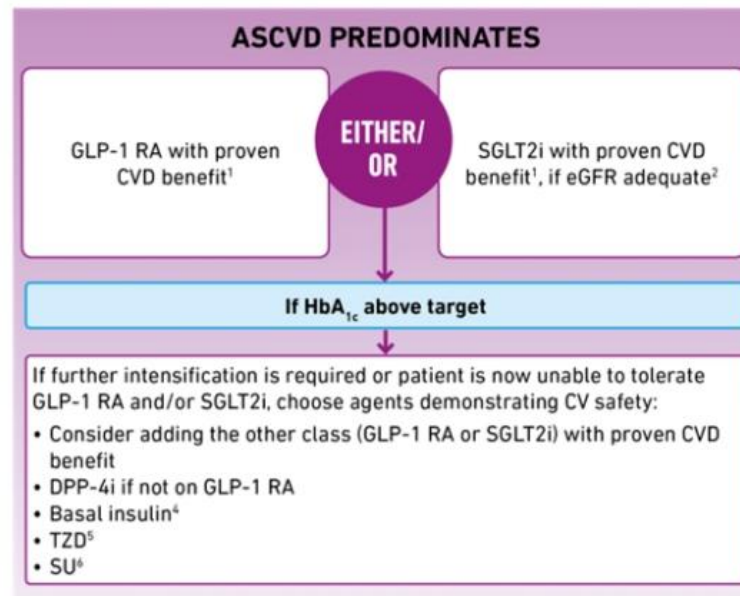 ASCVD PREDOMINATES
GLP-1 RA with proven
CVD benefit¹
EITHER/
OR
SGLT2i with proven CVD
benefit¹, if eGFR adequate²
If HbA₁c above target
If further intensification is required or patient is now unable to tolerate
GLP-1 RA and/or SGLT2i, choose agents demonstrating CV safety:
• Consider adding the other class (GLP-1 RA or SGLT2i) with proven CVD
benefit
• DPP-4i if not on GLP-1 RA
• Basal insulin⁴
• TZD⁵
• SU⁶